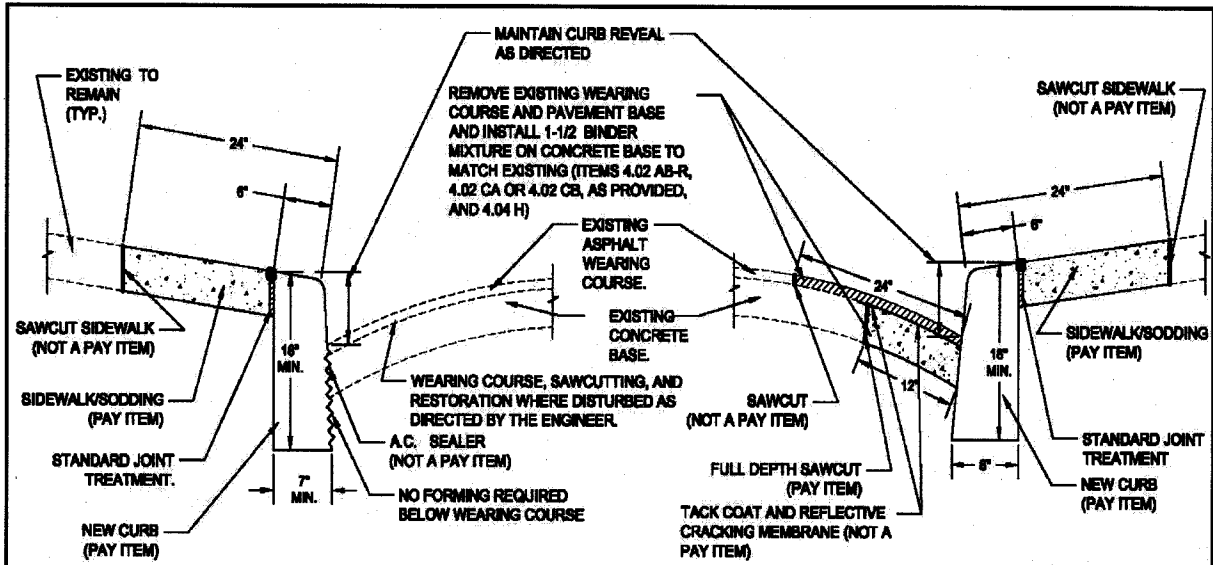 MAINTAIN CURB REVEAL
AS DIRECTED
EXISTING TO
REMAIN
(TYP.)
REMOVE EXISTING WEARING
COURSE AND PAVEMENT BASE
AND INSTALL 1-1/2 BINDER
MIXTURE ON CONCRETE BASE TO
MATCH EXISTING (ITEMS 4.02 AB-R,
4.02 CA OR 4.02 CB, AS PROVIDED,
AND 4.04 H)
SAWCUT SIDEWALK
(NOT A PAY ITEM)
24"
6"
24"
6"
EXISTING
ASPHALT
WEARING
COURSE.
24"
EXISTING
CONCRETE
BASE.
SAWCUT SIDEWALK
(NOT A PAY ITEM)
MIN.
12"
MIN.
SIDEWALK/SODDING
(PAY ITEM)
WEARING COURSE, SAWCUTTING, AND
RESTORATION WHERE DISTURBED AS
DIRECTED BY THE ENGINEER.
SAWCUT
(NOT A PAY ITEM)
SIDEWALK/SODDING
(PAY ITEM)
A.C. SEALER
(NOT A PAY ITEM)
STANDARD JOINT
TREATMENT.
7"
MIN.
NO FORMING REQUIRED
BELOW WEARING COURSE
FULL DEPTH SAWCUT
(PAY ITEM)
8"
STANDARD JOINT
TREATMENT
NEW CURB
(PAY ITEM)
NEW CURB
(PAY ITEM)
TACK COAT AND REFLECTIVE
CRACKING MEMBRANE (NOT A
PAY ITEM)